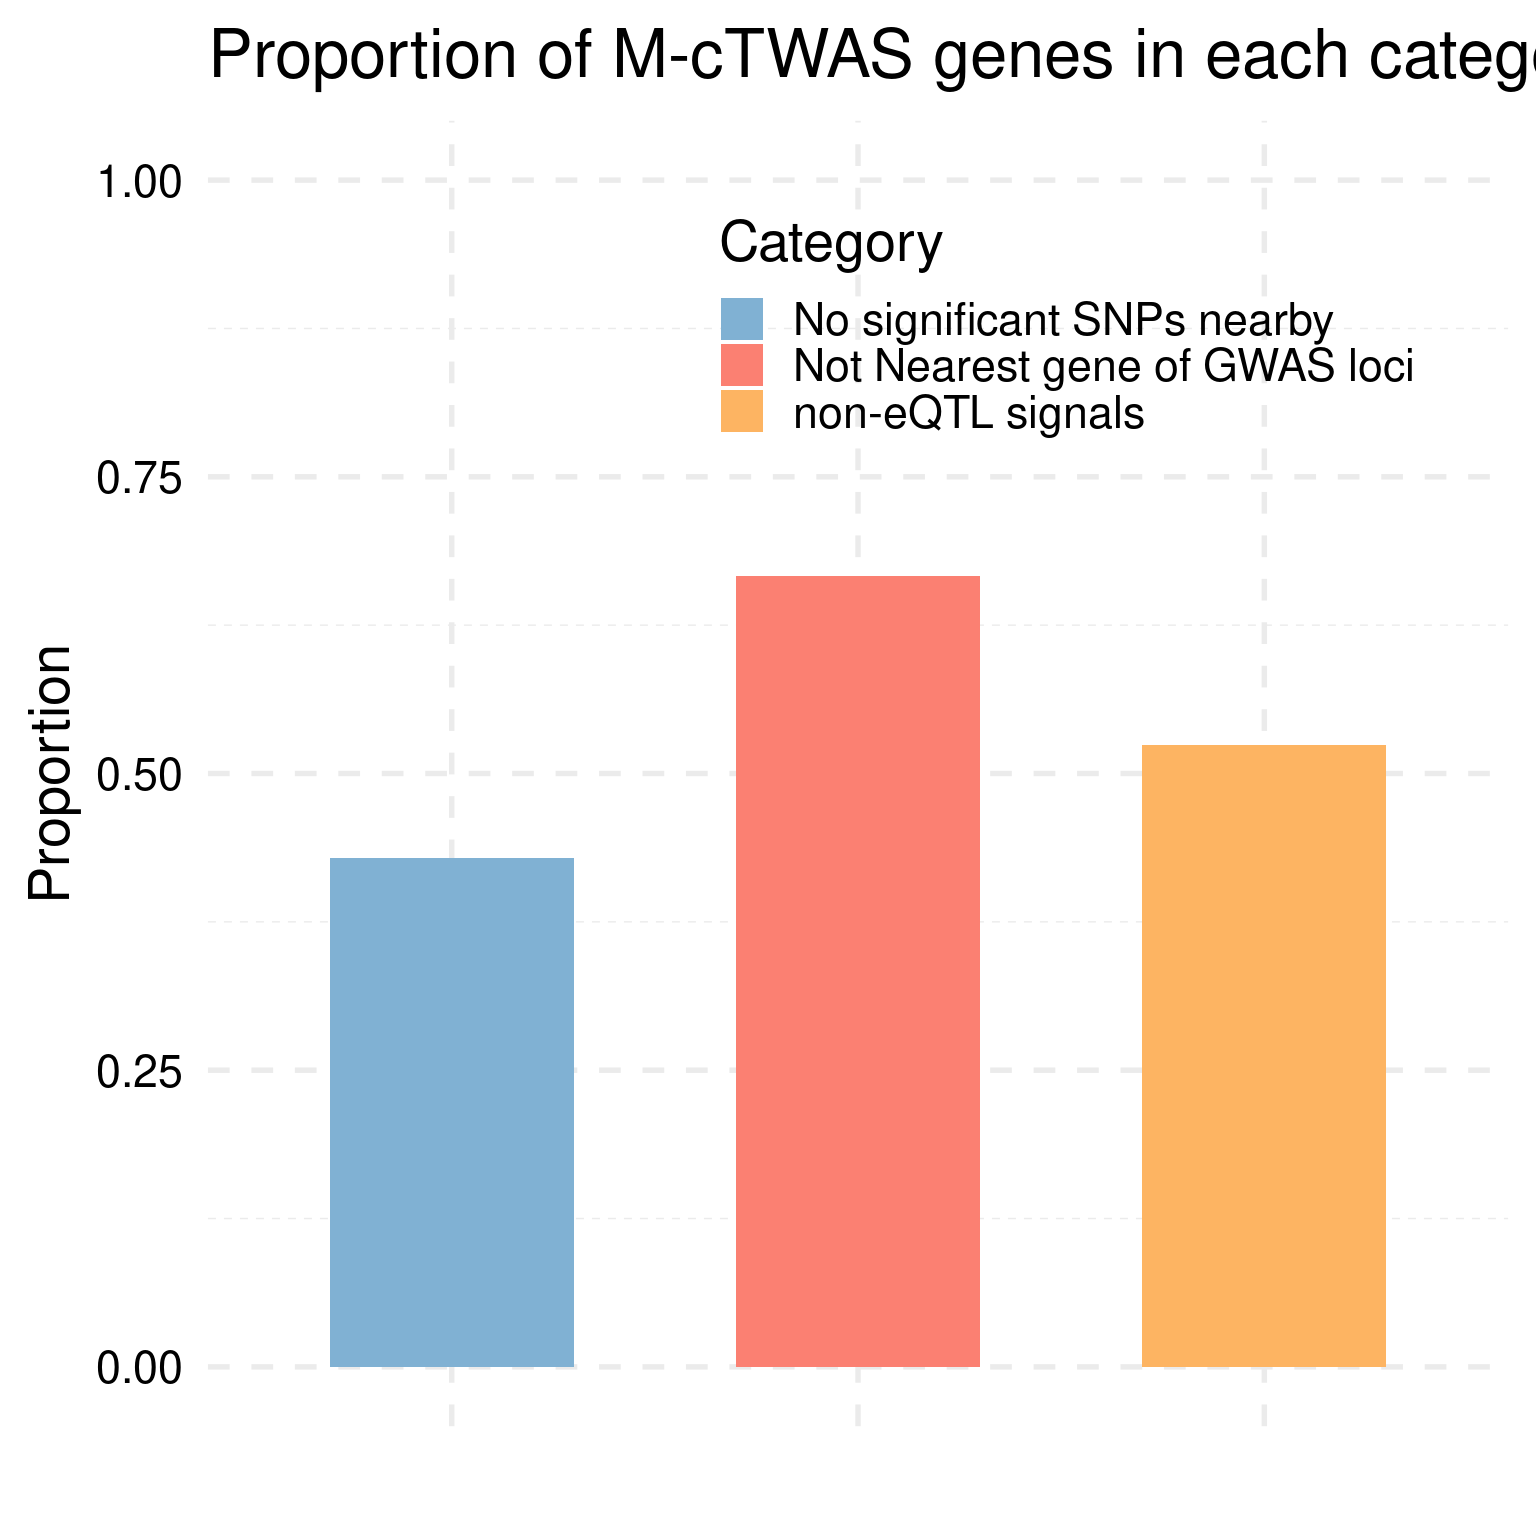 Proportion of M-cTWAS genes in each catego
1.00
Category
No significant SNPs nearby
Not Nearest gene of GWAS loci
non-eQTL signals
0.75
Proportion
0.50
0.25
0.00